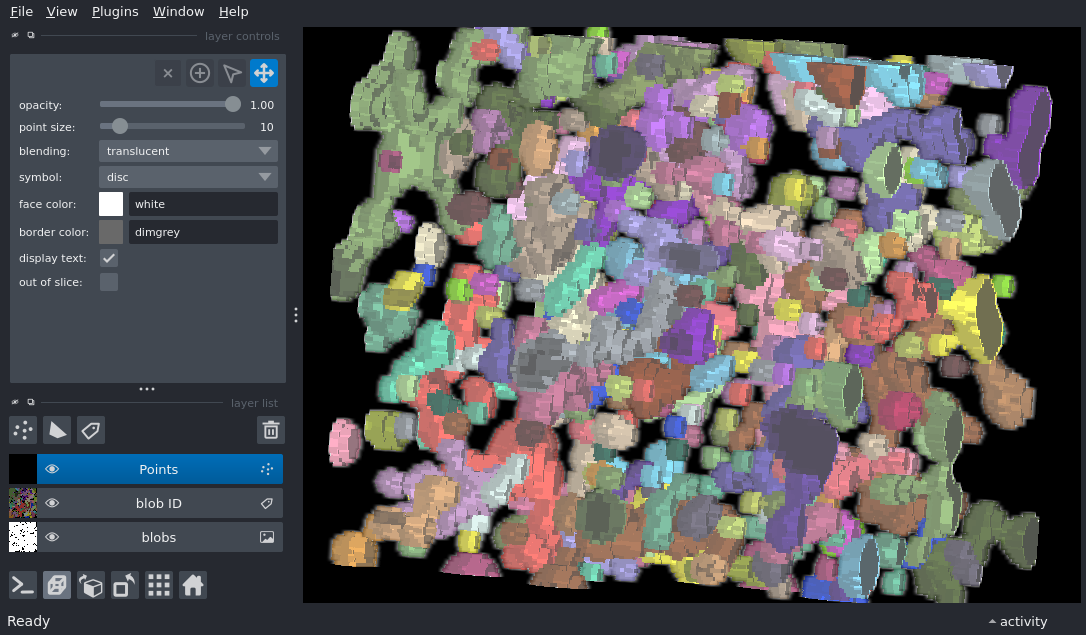 File View Plugins Window Help
layer controls
opacity: 1.00
point size: 10
blending: translucent
symbol: disc
face color: white
border color: dimgrey
display text:
out of slice:
layer list
Points
blob ID
blobs
Ready activity